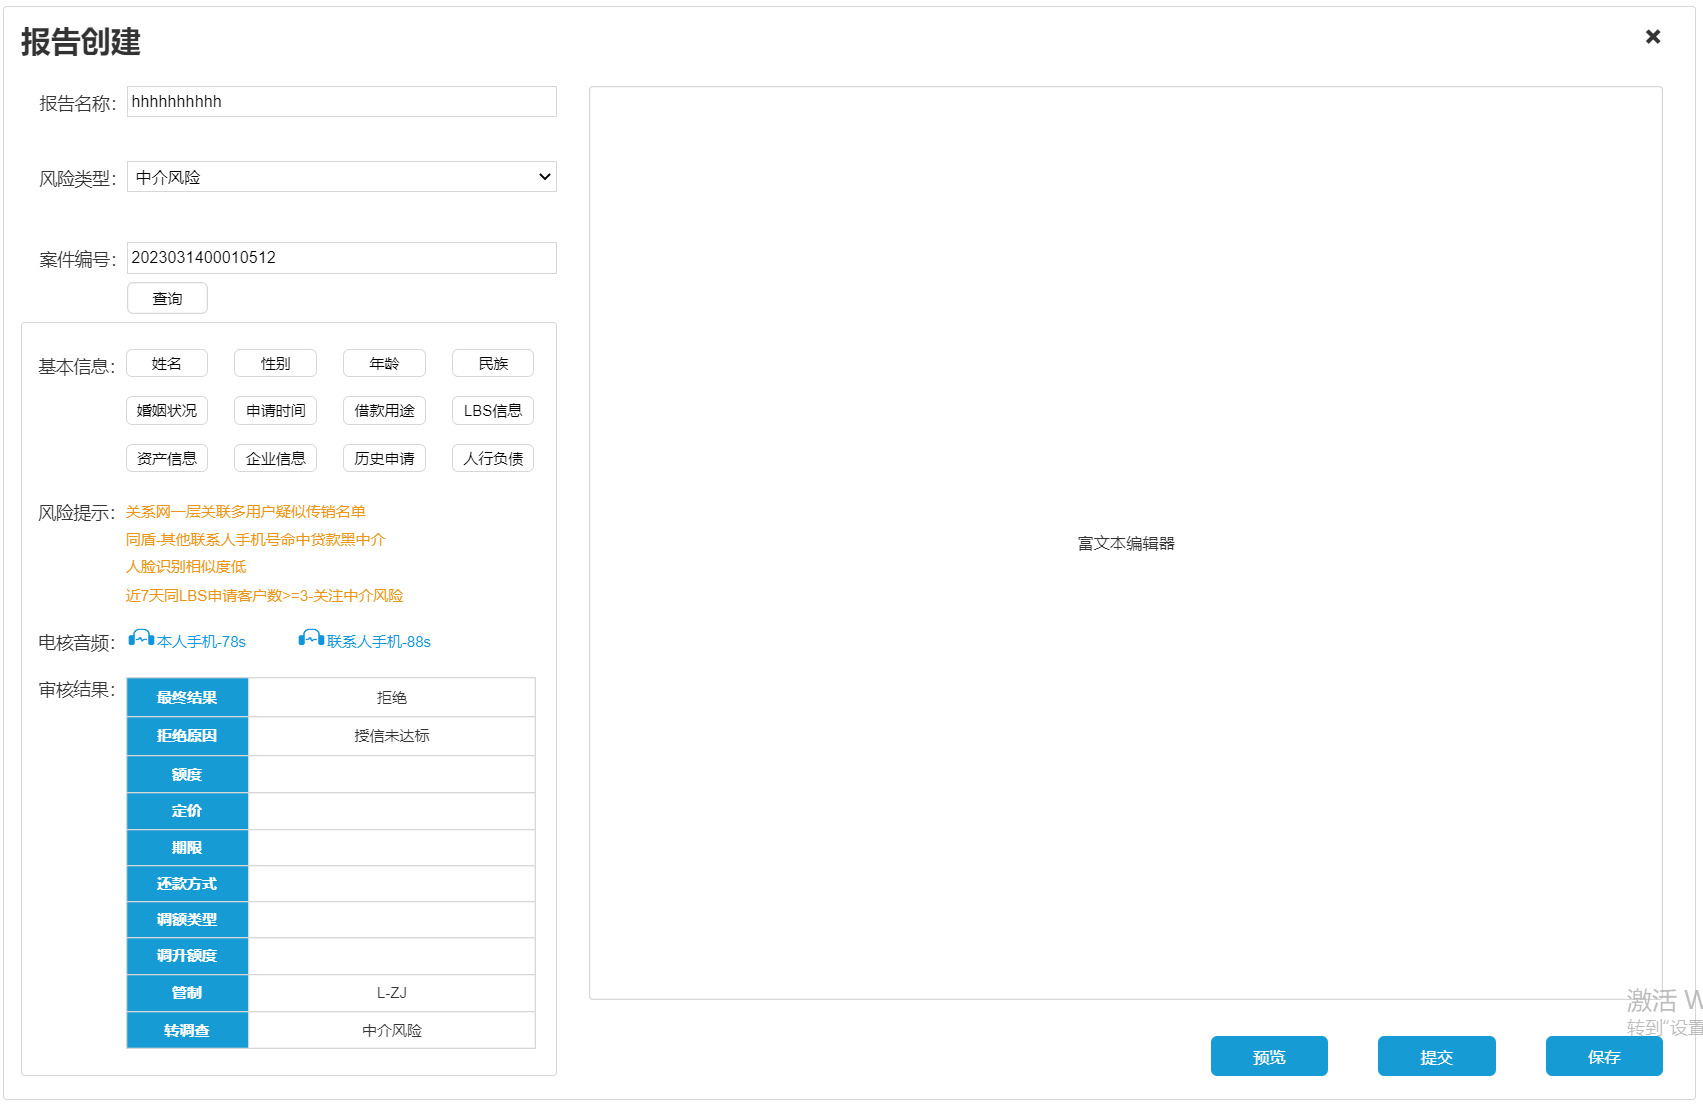 报告创建
报告名称： hhhhhhhhhh
风险类型： 中介风险
案件编号： 2023031400010512
查询
基本信息： 姓名 性别 年龄 民族
婚姻状况 申请时间 借款用途 LBS信息
资产信息 企业信息 历史申请 人行负债
风险提示： 关系网一层关联多用户疑似传销名单
同盾-其他联系人手机号命中贷款黑中介
人脸识别相似度低
近7天同LBS申请客户数>=3-关注中介风险
电核音频： 本人手机-78s 联系人手机-88s
审核结果：
最终结果 拒绝
拒绝原因 授信未达标
额度
定价
期限
还款方式
调额类型
调升额度
管制 L-ZJ
转调查 中介风险
富文本编辑器
激活 W
转到"设置
预览 提交 保存